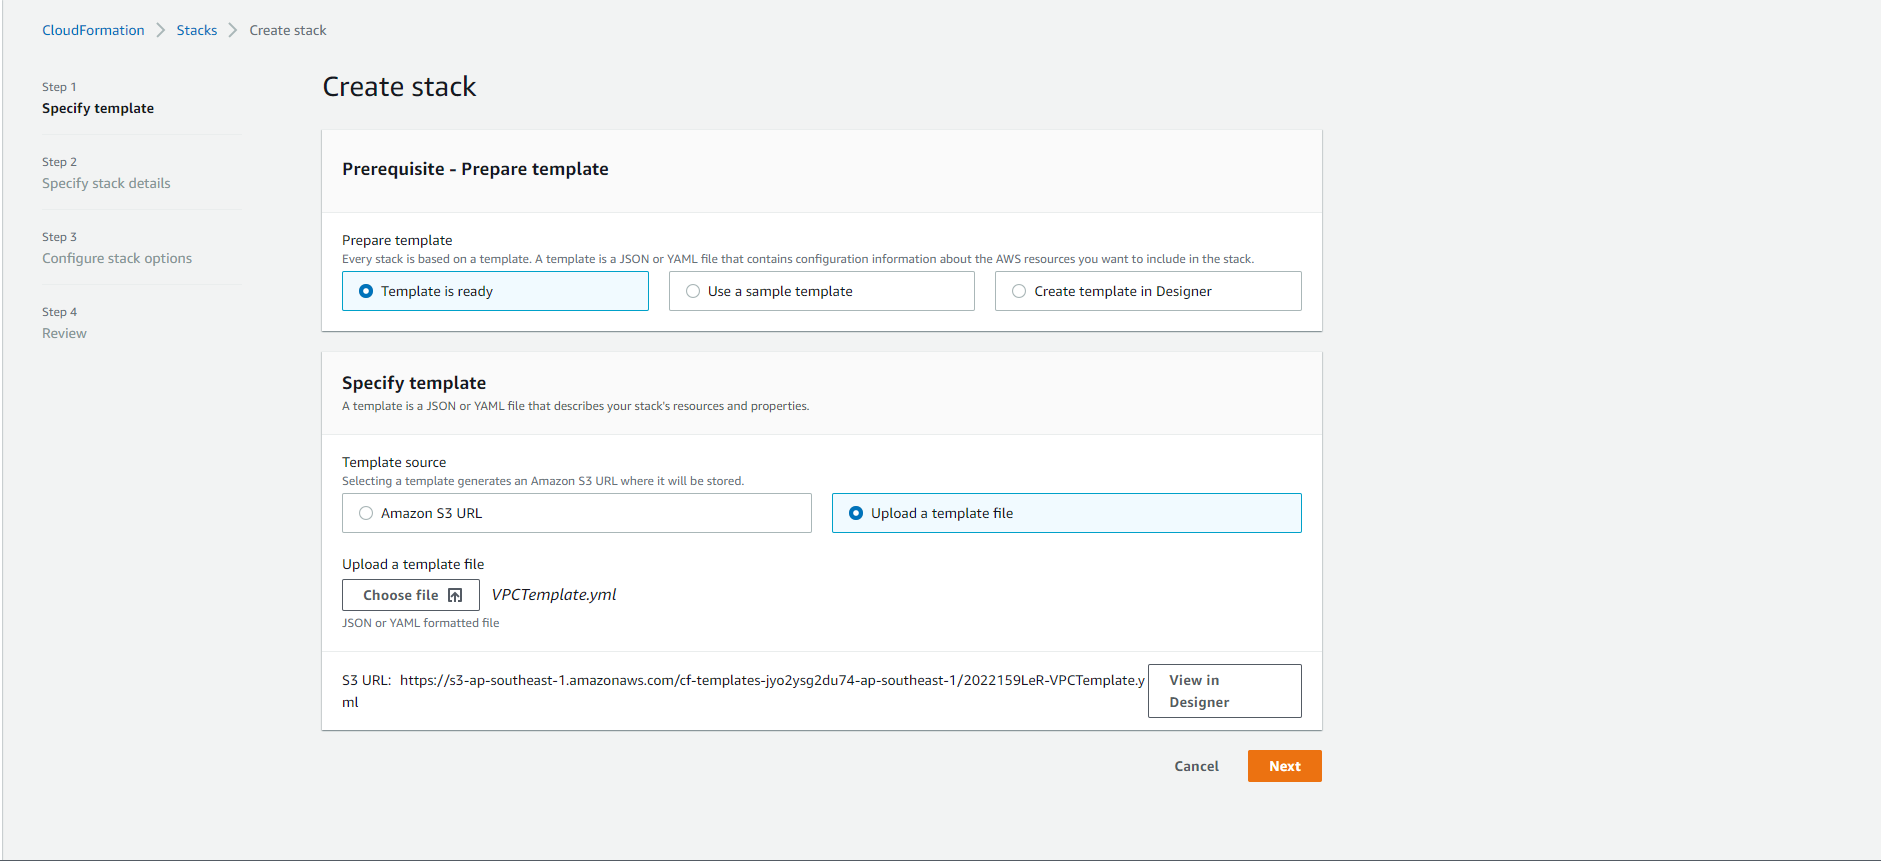 CloudFormation > Stacks > Create stack
Step 1
Specify template
Step 2
Specify stack details
Step 3
Configure stack options
Step 4
Review
Create stack
Prerequisite - Prepare template
Prepare template
Every stack is based on a template. A template is a JSON or YAML file that contains configuration information about the AWS resources you want to include in the stack.
Template is ready
Use a sample template
Create template in Designer
Specify template
A template is a JSON or YAML file that describes your stack's resources and properties.
Template source
Selecting a template generates an Amazon S3 URL where it will be stored.
Amazon S3 URL
Upload a template file
Upload a template file
Choose file VPCTemplate.yml
JSON or YAML formatted file
S3 URL: https://s3-ap-southeast-1.amazonaws.com/cf-templates-jyo2ysg2du74-ap-southeast-1/2022159LeR-VPCTemplate.y
ml
View in
Designer
Cancel
Next